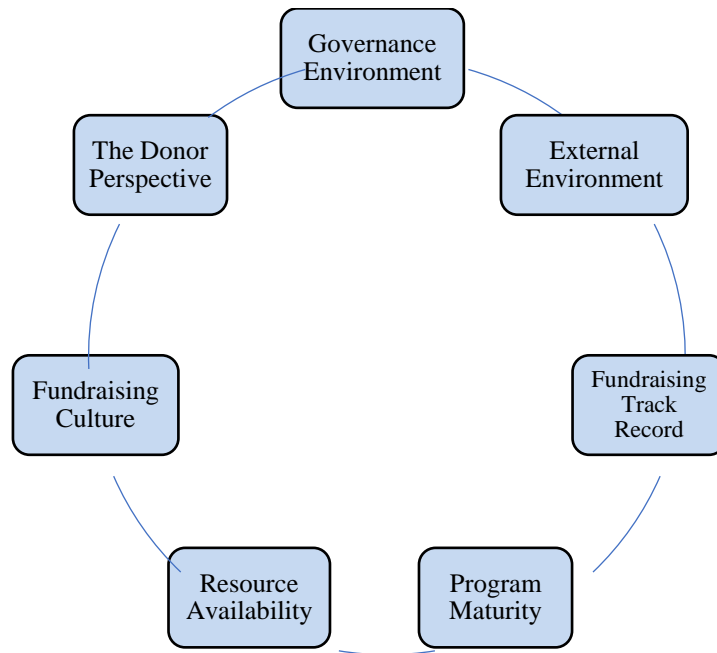 Governance
Environment
External
Environment
Fundraising
Track
Record
Program
Maturity
Resource
Availability
Fundraising
Culture
The Donor
Perspective